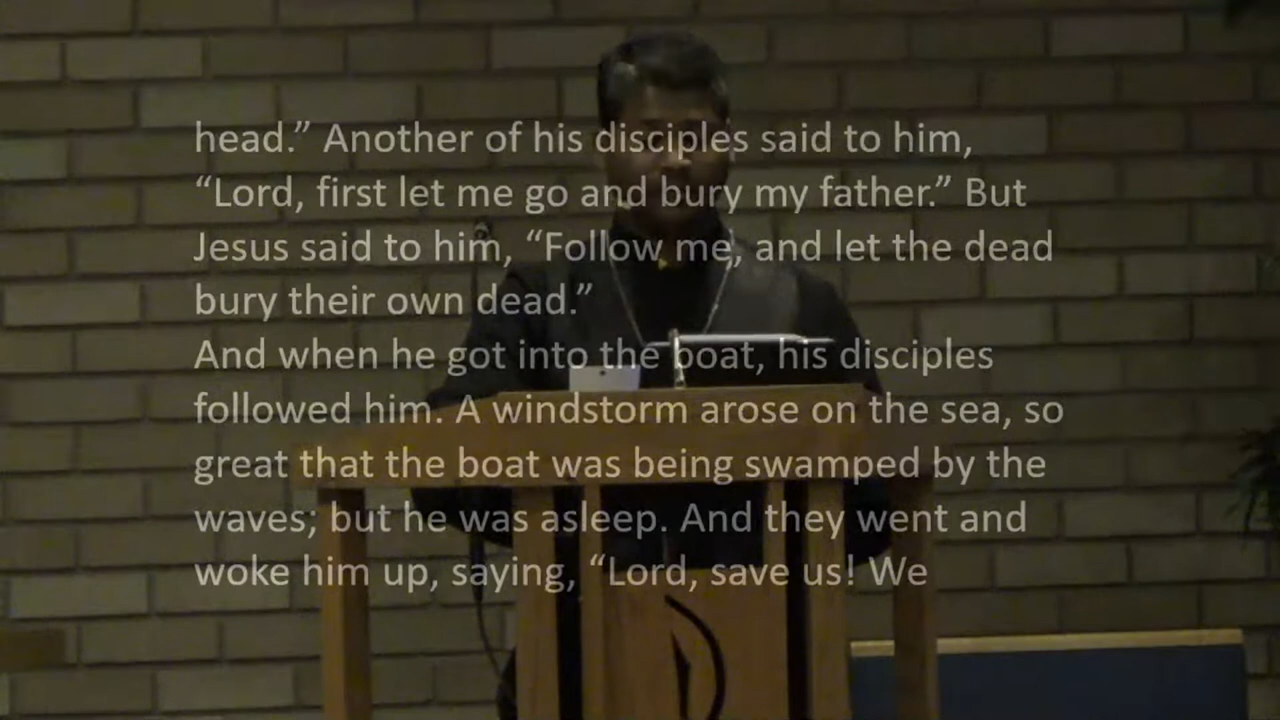 head.” Another of his disciples said to him,
“Lord, first let me go and bury my father.” But
Jesus said to him, “Follow me, and let the dead
bury their own dead.”
And when he got into the boat, his disciples
followed him. A windstorm arose on the sea, so
great that the boat was being swamped by the
waves; but he was asleep. And they went and
woke him up, saying, “Lord, save us! We